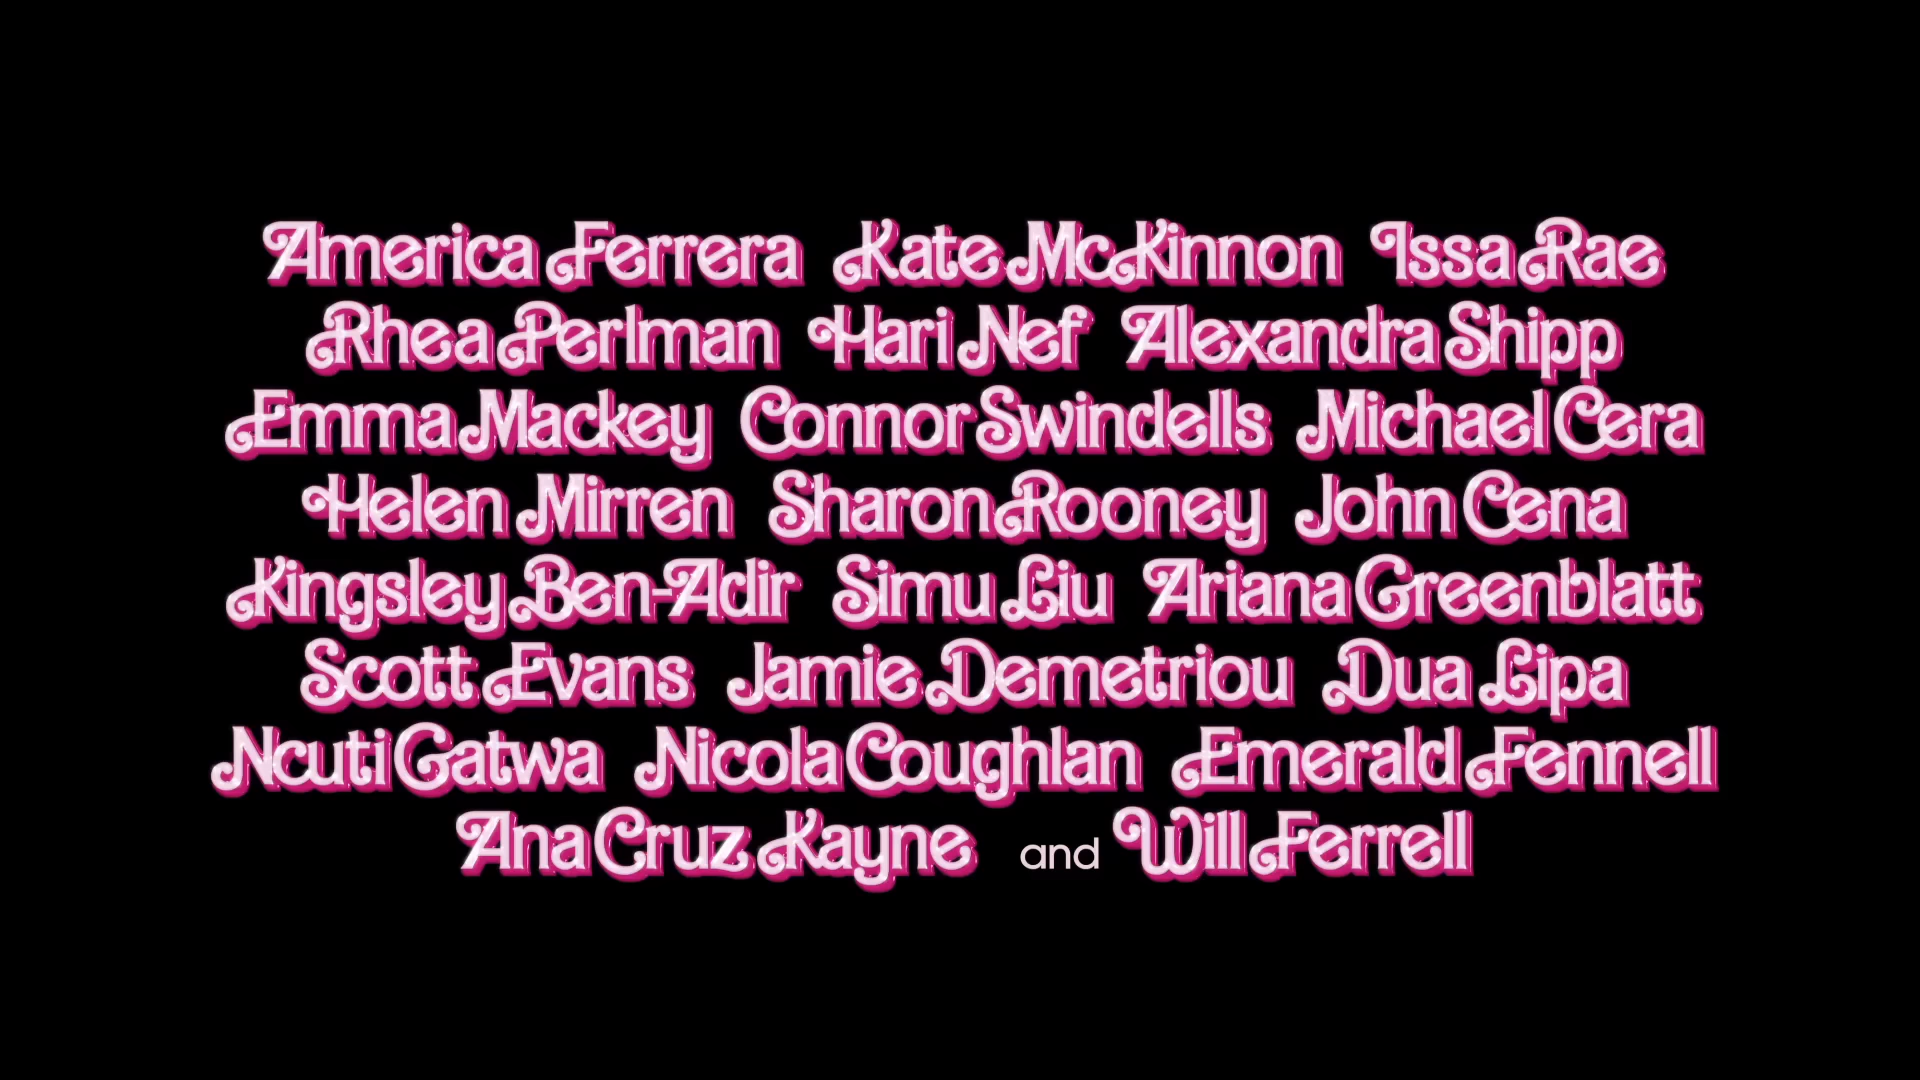 America Ferrera Kate McKinnon Issa Rae
Rhea Perlman Hari Nef Alexandra Shipp
Emma Mackey Connor Swindells Michael Cera
Helen Mirren Sharon Rooney John Cena
Kingsley Ben-Adir Simu Liu Ariana Greenblatt
Scott Evans Jamie Demetriou Dua Lipa
Ncuti Gatwa Nicola Coughlan Emerald Fennell
Ana Cruz Kayne and Will Ferrell